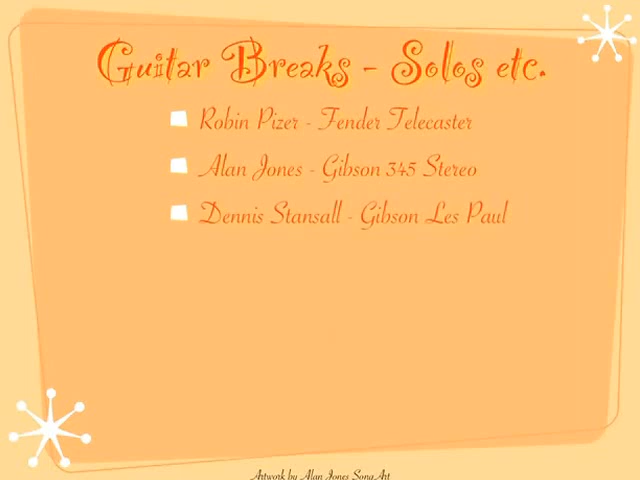 Guitar Breaks - Solos etc.
Robin Pizer - Fender Telecaster
Alan Jones - Gibson 345 Stereo
Dennis Stansall - Gibson Les Paul
Artwork by Alan Jones SongArt